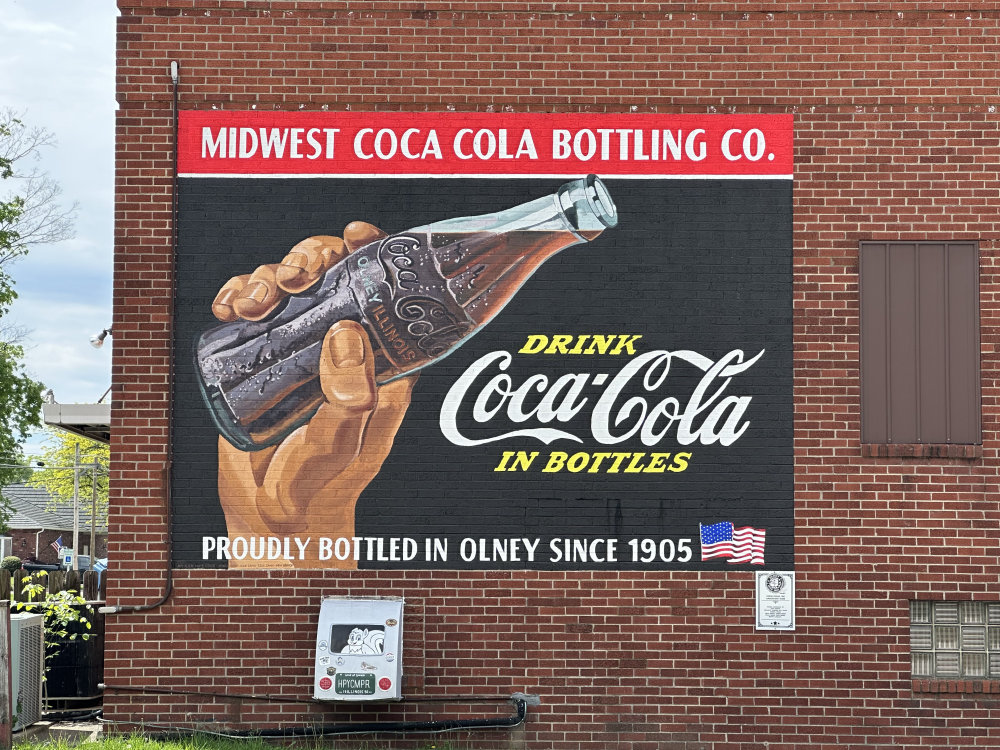 MIDWEST COCA COLA BOTTLING CO.
Coca-Cola
OLNEY ILLINOIS
DRINK
Coca-Cola
IN BOTTLES
PROUDLY BOTTLED IN OLNEY SINCE 1905
HPYCMPR
ILLINOIS